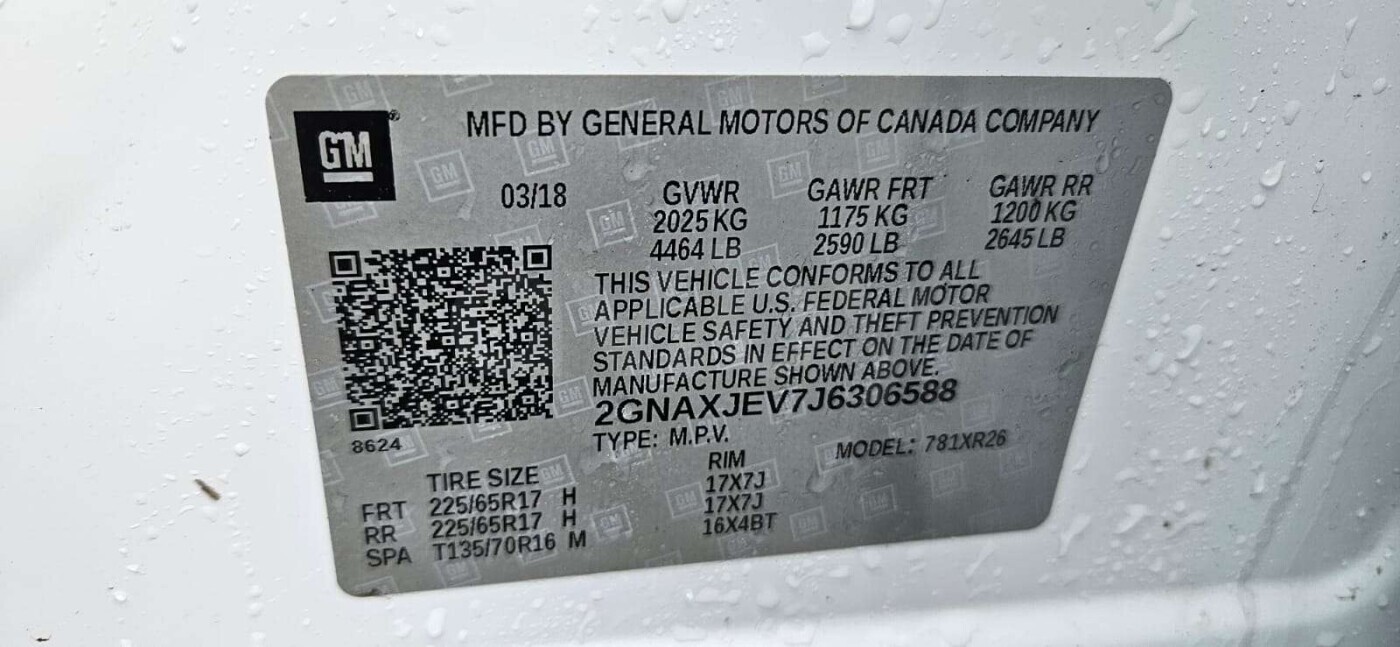 GM
MFD BY GENERAL MOTORS OF CANADA COMPANY
03/18 GVWR GAWR FRT GAWR RR
2025 KG 1175 KG 1200 KG
4464 LB 2590 LB 2645 LB
THIS VEHICLE CONFORMS TO ALL
APPLICABLE U.S. FEDERAL MOTOR
VEHICLE SAFETY AND THEFT PREVENTION
STANDARDS IN EFFECT ON THE DATE OF
MANUFACTURE SHOWN ABOVE.
2GNAXJEV7J6306588
8624
TYPE: M.P.V. MODEL: 781XR26
TIRE SIZE RIM
FRT 225/65R17 H 17X7J
RR 225/65R17 H 17X7J
SPA T135/70R16 M 16X4BT